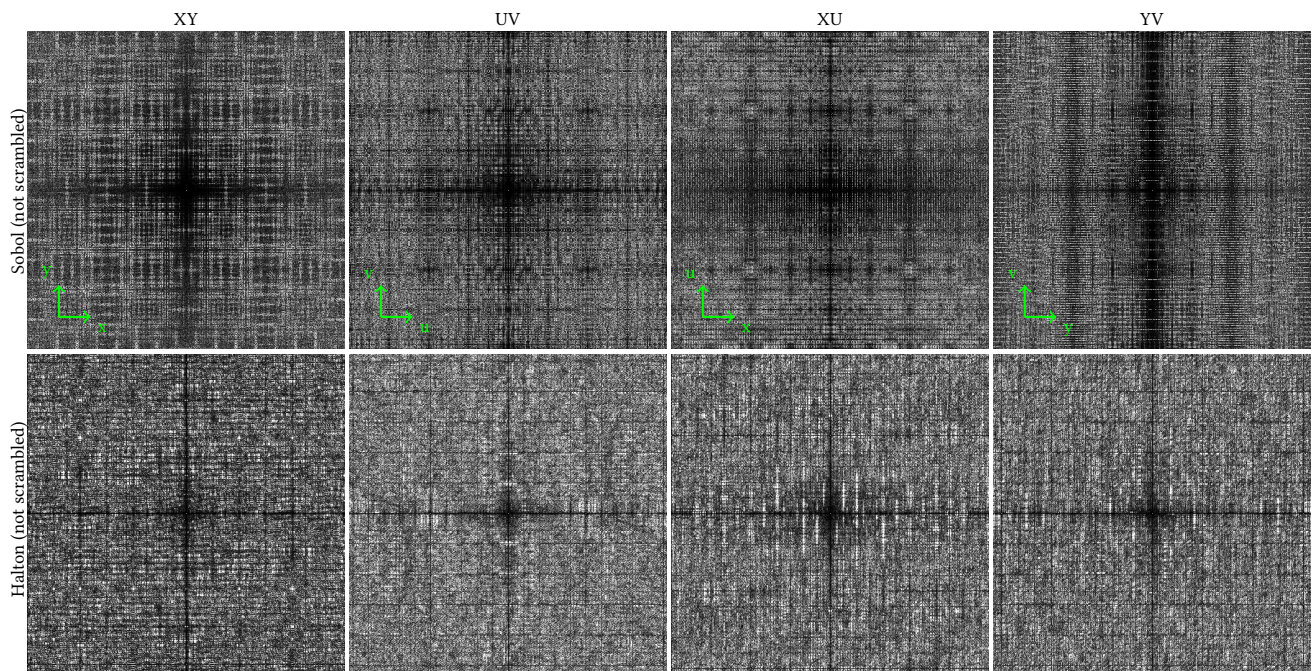 XY
UV
XU
YV
Sobol (not scrambled)
y
x
v
u
u
x
v
y
Halton (not scrambled)